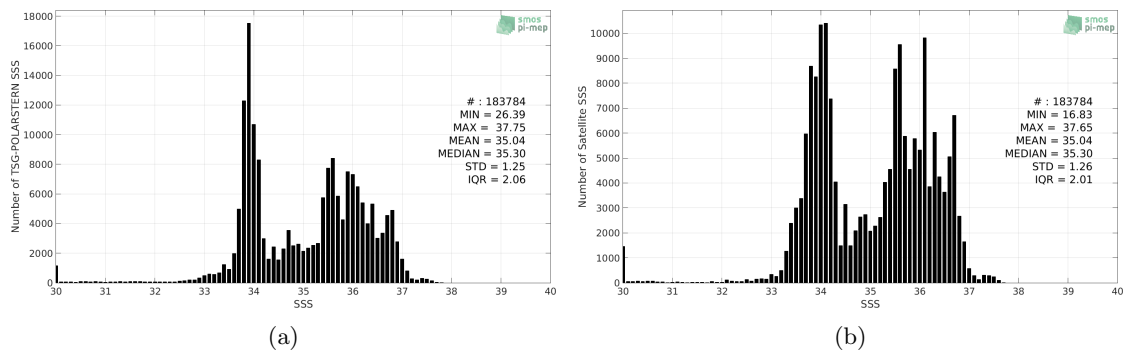 18000
16000
14000
12000
10000
8000
6000
4000
2000
0
30
31
32
33
34
35
36
37
38
39
40
SSS
Number of TSG-POLARSTERN SSS
smos
pi-mep
# : 183784
MIN = 26.39
MAX = 37.75
MEAN = 35.04
MEDIAN = 35.30
STD = 1.25
IQR = 2.06
(a)
10000
9000
8000
7000
6000
5000
4000
3000
2000
1000
0
30
31
32
33
34
35
36
37
38
39
40
SSS
Number of Satellite SSS
smos
pi-mep
# : 183784
MIN = 16.83
MAX = 37.65
MEAN = 35.04
MEDIAN = 35.30
STD = 1.26
IQR = 2.01
(b)